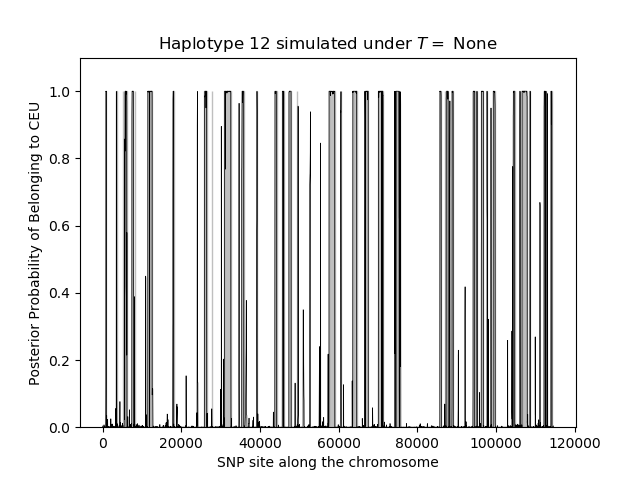 Haplotype 12 simulated under T = None
Posterior Probability of Belonging to CEU
1.0
0.8
0.6
0.4
0.2
0.0
0 20000 40000 60000 80000 100000 120000
SNP site along the chromosome